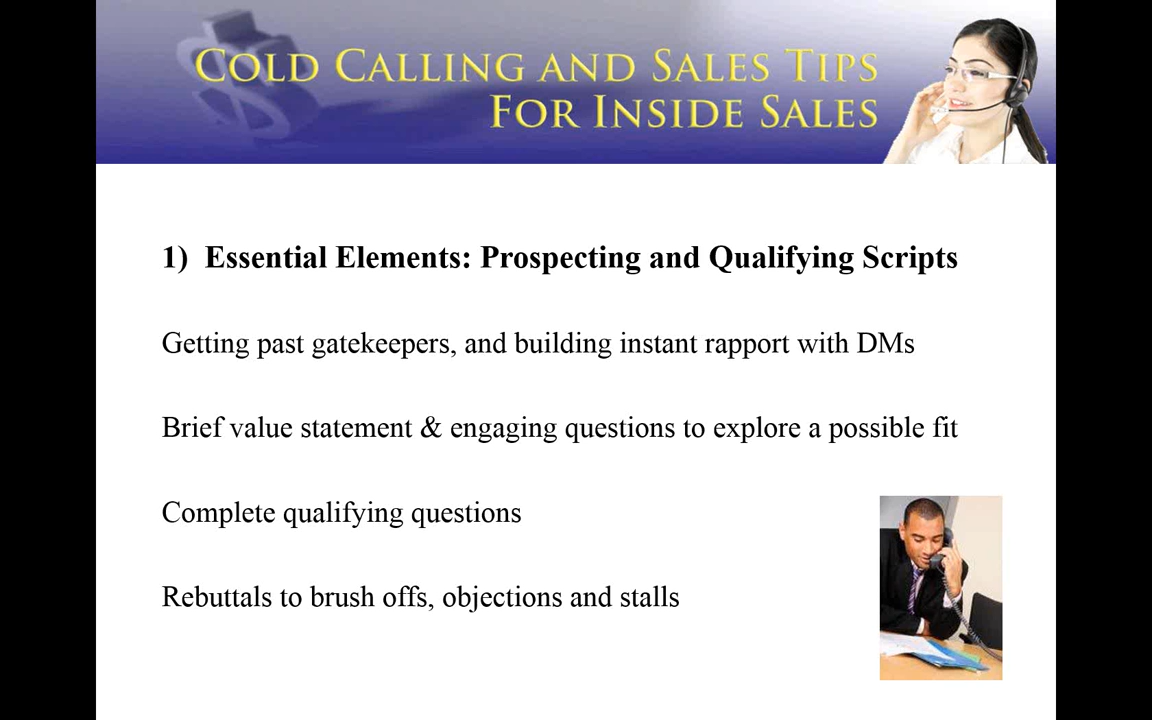 COLD CALLING AND SALES TIPS
FOR INSIDE SALES
1) Essential Elements: Prospecting and Qualifying Scripts
Getting past gatekeepers, and building instant rapport with DMs
Brief value statement & engaging questions to explore a possible fit
Complete qualifying questions
Rebuttals to brush offs, objections and stalls